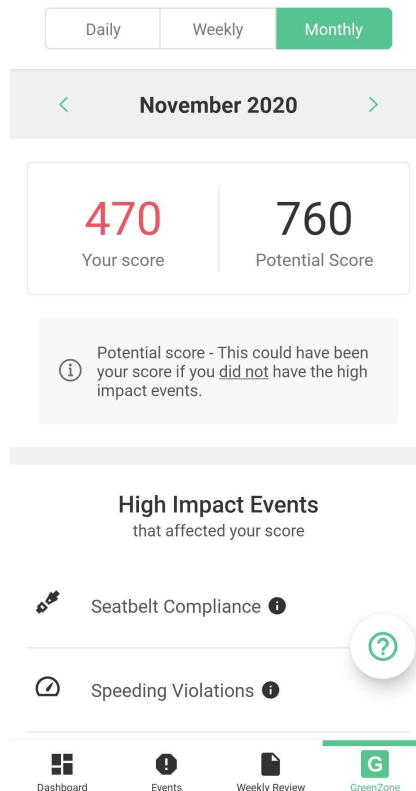 Daily Weekly Monthly
November 2020
470 760
Your score Potential Score
Potential score - This could have been
your score if you did not have the high
impact events.
High Impact Events
that affected your score
Seatbelt Compliance
Speeding Violations
G
Dashboard Events Weekly Review GreenZone